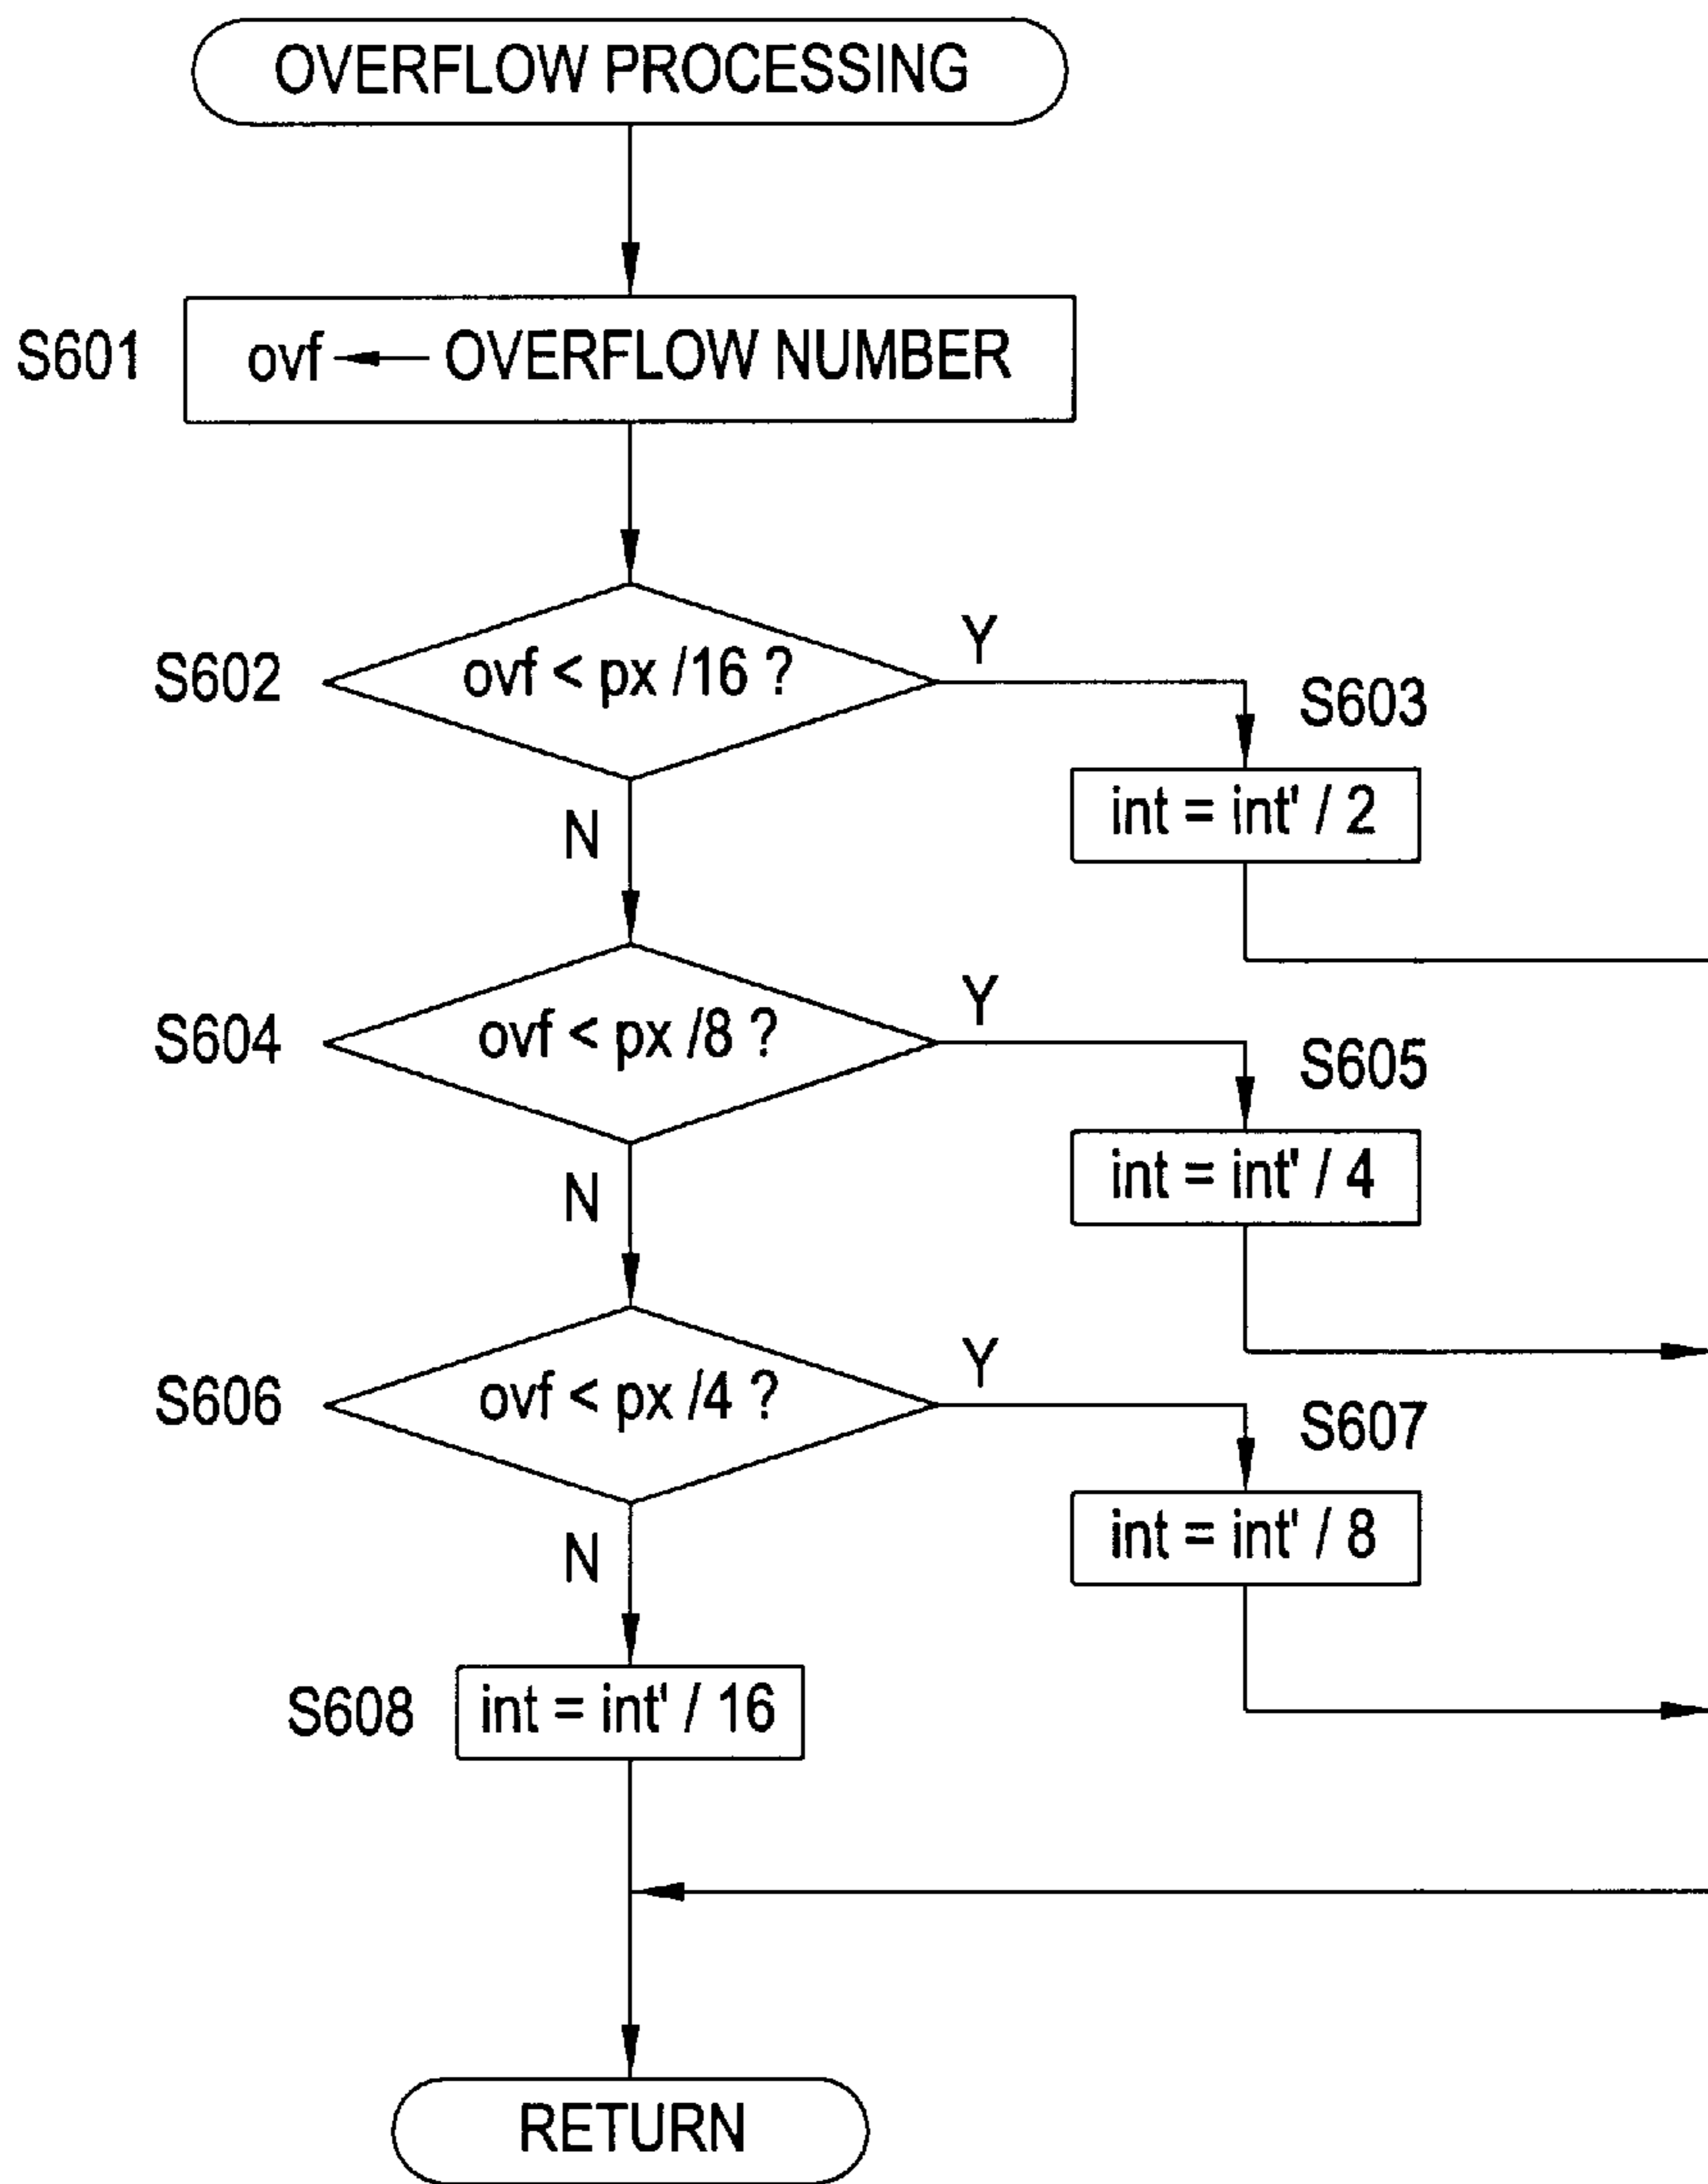 OVERFLOW PROCESSING
S601
ovf ← OVERFLOW NUMBER
S602
ovf < px /16 ?
Y
S603
int = int' / 2
N
S604
ovf < px /8 ?
Y
S605
int = int' / 4
N
S606
ovf < px /4 ?
Y
S607
int = int' / 8
N
S608
int = int' / 16
RETURN